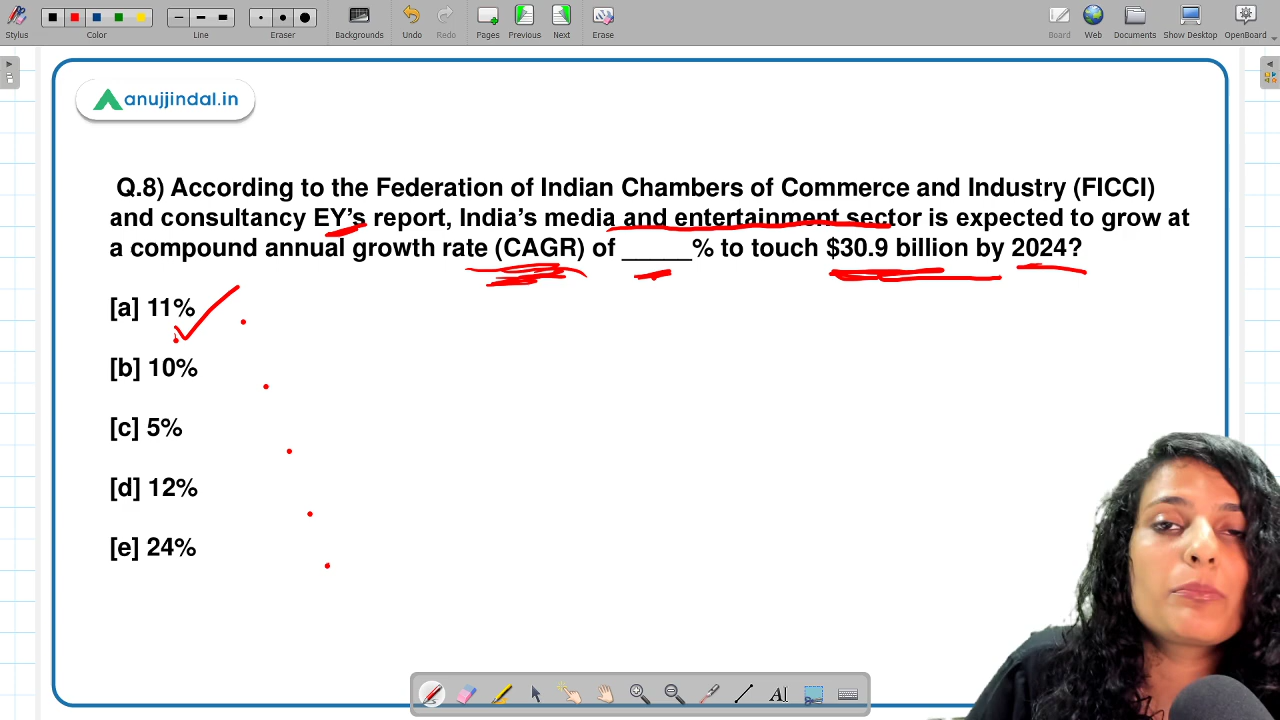 Stylus
Color
Line
Eraser
Backgrounds
Undo
Redo
Pages
Previous
Next
Erase
Board
Web
Documents
Show Desktop
OpenBoard
anujjindal.in
Q.8) According to the Federation of Indian Chambers of Commerce and Industry (FICCI)
and consultancy EY’s report, India’s media and entertainment sector is expected to grow at
a compound annual growth rate (CAGR) of _____% to touch $30.9 billion by 2024?
[a] 11%
[b] 10%
[c] 5%
[d] 12%
[e] 24%